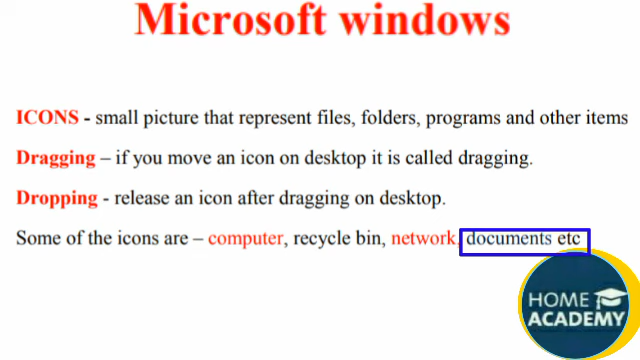 Microsoft windows
ICONS - small picture that represent files, folders, programs and other items
Dragging – if you move an icon on desktop it is called dragging.
Dropping - release an icon after dragging on desktop.
Some of the icons are – computer, recycle bin, network, documents etc
HOME
ACADEMY